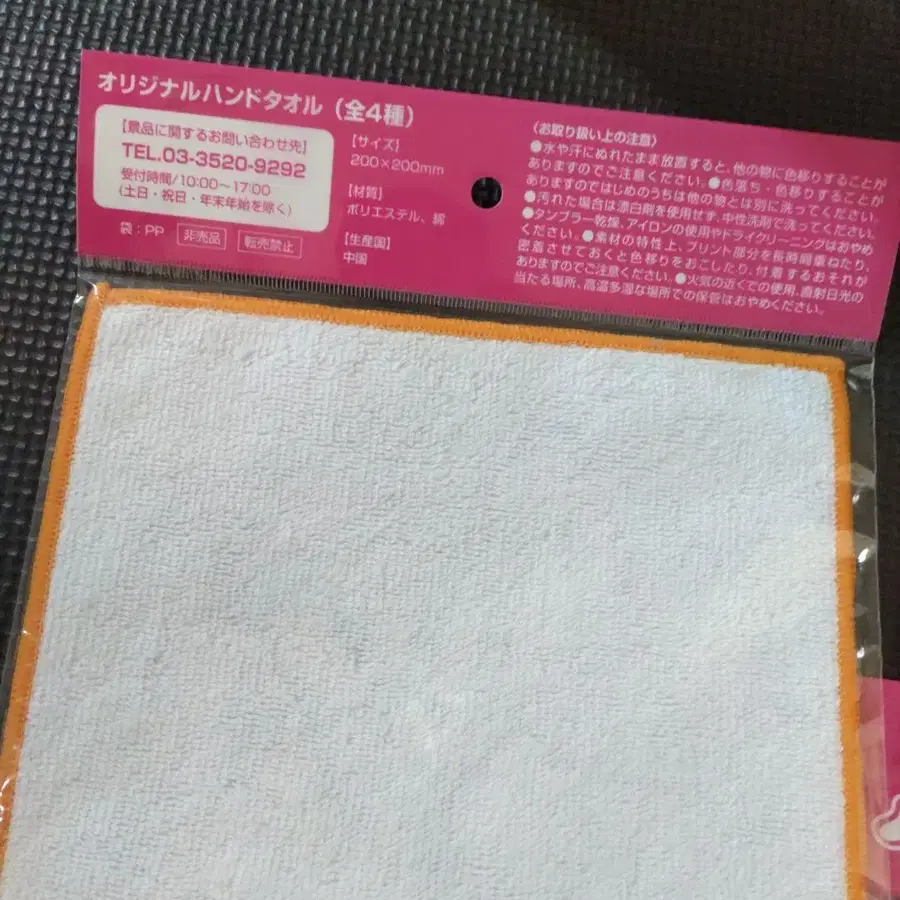 オリジナルハンドタオル（全4種）
【景品に関するお問い合わせ先】
TEL.03-3520-9292
受付時間/10:00〜17:00
(土日・祝日・年末年始を除く)
袋：PP 非売品 転売禁止
【サイズ】
200×200mm
【材質】
ポリエステル、綿
【生産国】
中国
〈お取り扱い上の注意〉
●水や汗にぬれたまま放置すると、他の物に色移りすることが
ありますのでご注意ください。●色落ち・色移りすることが
ありますのではじめのうちは他の物とは別に洗ってください。
●汚れた場合は漂白剤を使用せず、中性洗剤で洗ってください。
●タンブラー乾燥、アイロンの使用やドライクリーニングはおやめ
ください。●素材の特性上、プリント部分を長時間重ねたり、
密着させておくと色移りをおこしたり、付着するおそれが
ありますのでご注意ください。●火気の近くでの使用、直射日光の
当たる場所、高温多湿な場所での保管はおやめください。